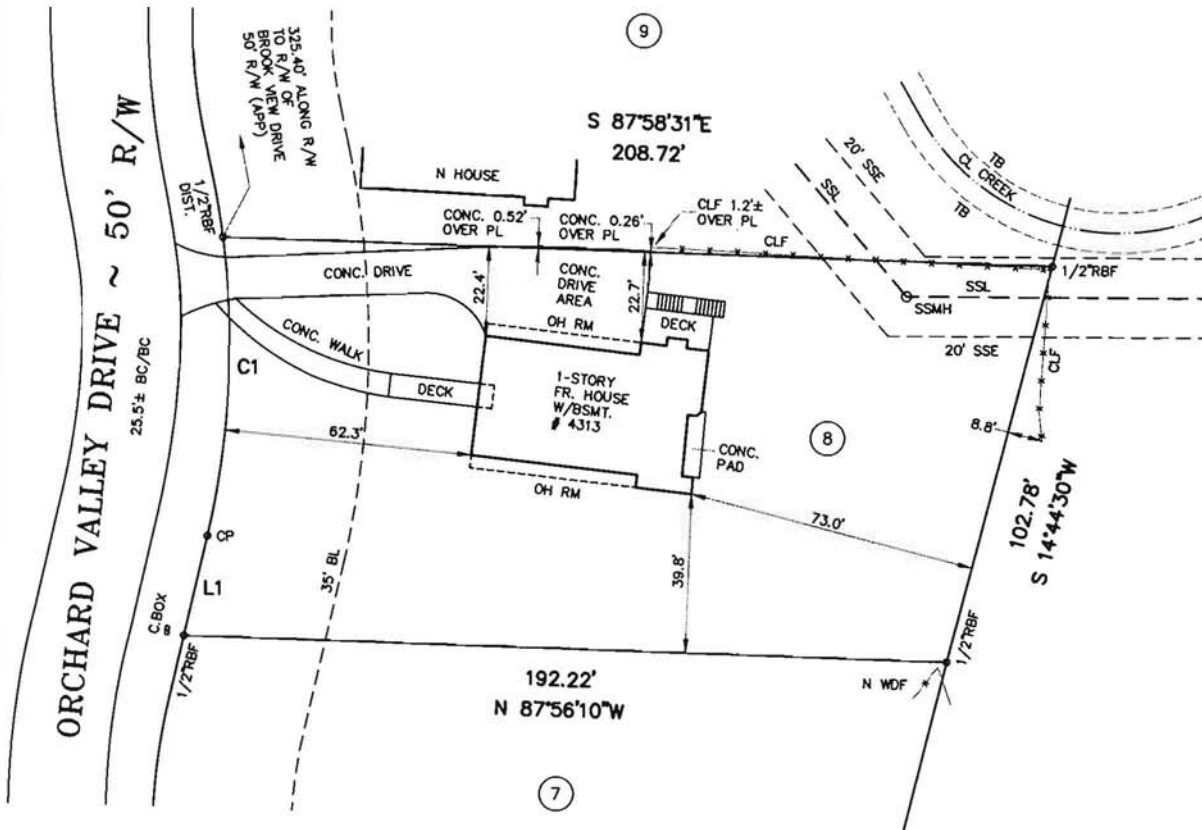 9
325.40' ALONG R/W
TO R/W OF
BROOK VIEW DRIVE
50' R/W (APP)
S 87°58'31"E
208.72'
TB
CL CREEK
TB
20' SSE
SSL
N HOUSE
1/2"RBF
DIST.
CONC. 0.52'
OVER PL
CONC. 0.26'
OVER PL
CLF 1.2'±
OVER PL
CLF
1/2"RBF
CONC. DRIVE
22.4'
CONC.
DRIVE
AREA
22.7'
SSL
SSMH
DECK
OH RM
20' SSE
CLF
CONC. WALK
C1
DECK
1-STORY
FR. HOUSE
W/BSMT.
# 4313
8
8.8'
62.3'
CONC.
PAD
OH RM
ORCHARD VALLEY DRIVE ~ 50' R/W
25.5'± BC/BC
73.0'
102.78'
S 14°44'30"W
CP
39.8'
35' BL
L1
C.BOX
B
1/2"RBF
1/2"RBF
192.22'
N 87°56'10"W
N WDF
7